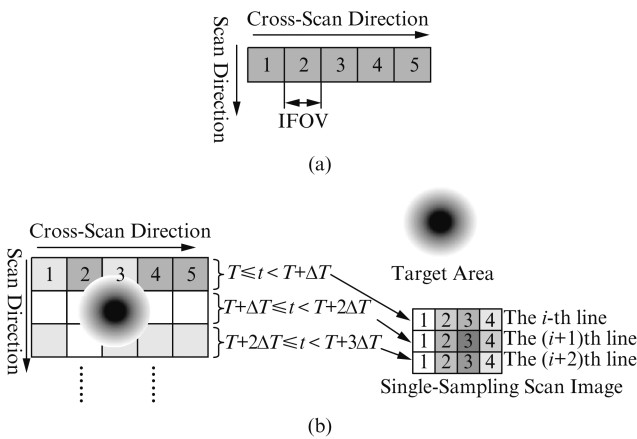 Cross-Scan Direction
Scan Direction
1 2 3 4 5
IFOV
(a)
Cross-Scan Direction
Scan Direction
1 2 3 4 5
T≤t<T+ΔT
T+ΔT≤t<T+2ΔT
T+2ΔT≤t<T+3ΔT
Target Area
1 2 3 4 The i-th line
1 2 3 4 The (i+1)th line
1 2 3 4 The (i+2)th line
Single-Sampling Scan Image
(b)